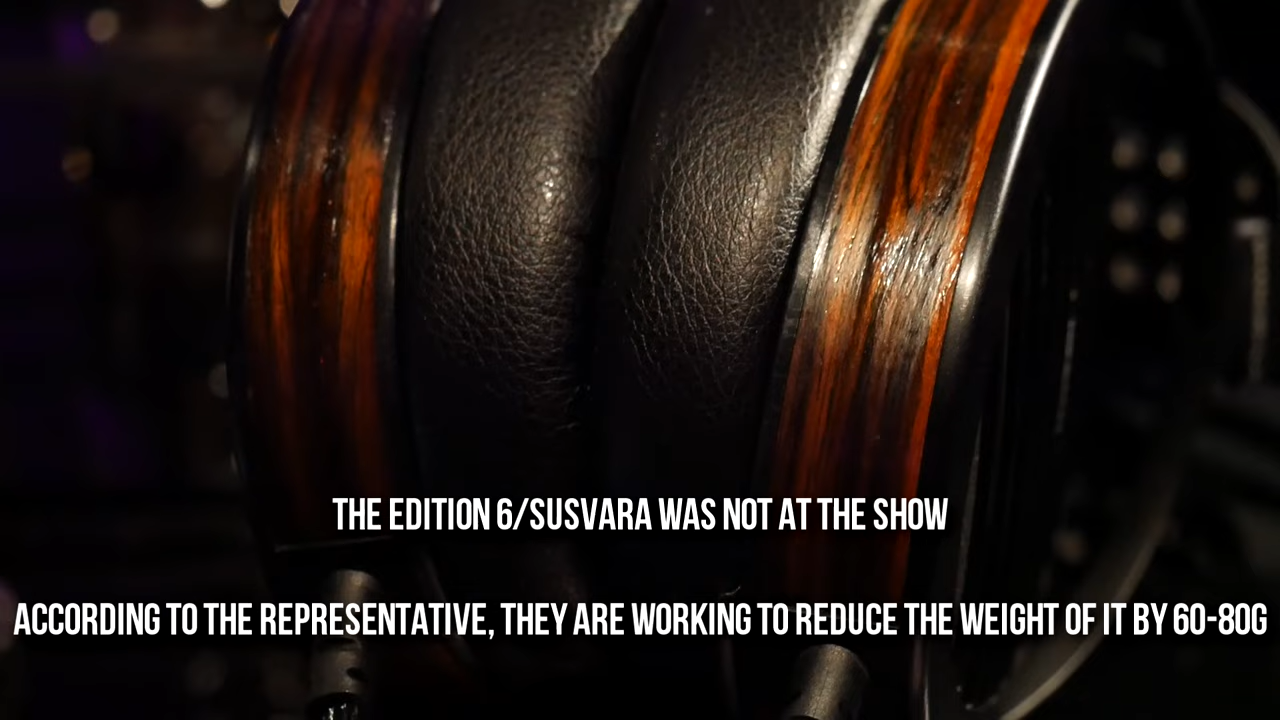 THE EDITION 6/SUSVARA WAS NOT AT THE SHOW
ACCORDING TO THE REPRESENTATIVE, THEY ARE WORKING TO REDUCE THE WEIGHT OF IT BY 60-80G